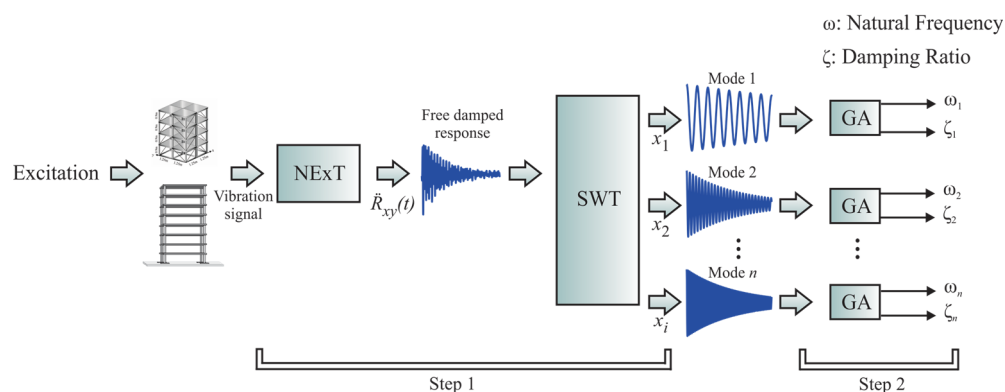 ω: Natural Frequency
ζ: Damping Ratio
Excitation
Vibration
signal
NExT
R̈xy(t)
Free damped
response
SWT
x1
Mode 1
GA
ω1
ζ1
x2
Mode 2
GA
ω2
ζ2
xi
Mode n
GA
ωn
ζn
Step 1
Step 2